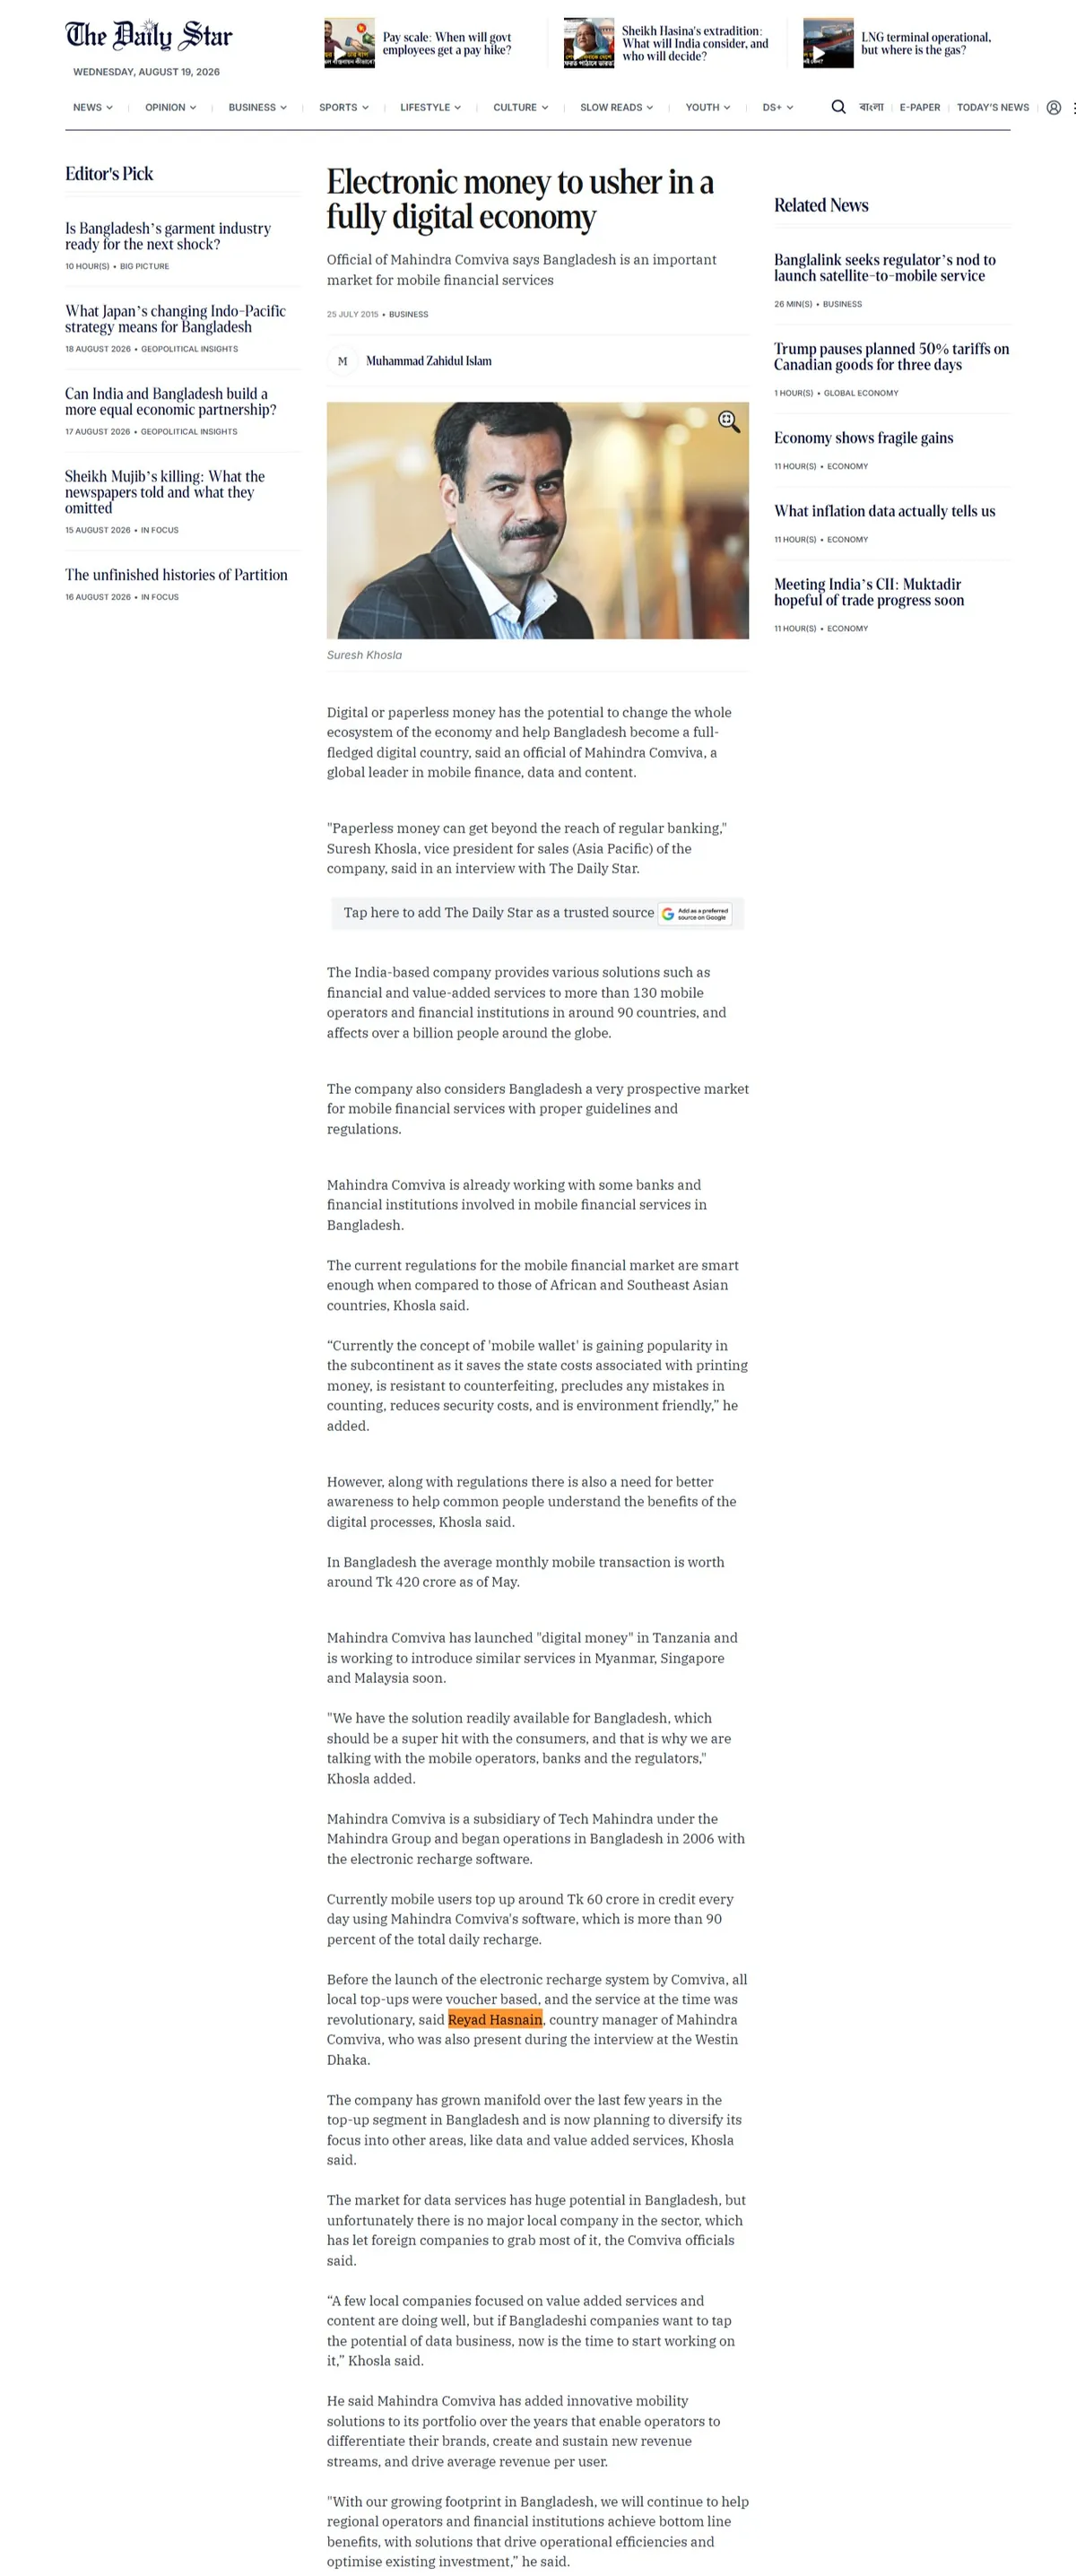 The Daily Star
WEDNESDAY, AUGUST 19, 2026
Pay scale: When will govt
employees get a pay hike?
Sheikh Hasina's extradition:
What will India consider, and
who will decide?
LNG terminal operational,
but where is the gas?
NEWS
OPINION
BUSINESS
SPORTS
LIFESTYLE
CULTURE
SLOW READS
YOUTH
DS+
বাংলা
E-PAPER
TODAY'S NEWS
Editor's Pick
Is Bangladesh's garment industry
ready for the next shock?
10 HOUR(S) • BIG PICTURE
What Japan's changing Indo-Pacific
strategy means for Bangladesh
18 AUGUST 2026 • GEOPOLITICAL INSIGHTS
Can India and Bangladesh build a
more equal economic partnership?
17 AUGUST 2026 • GEOPOLITICAL INSIGHTS
Sheikh Mujib's killing: What the
newspapers told and what they
omitted
15 AUGUST 2026 • IN FOCUS
The unfinished histories of Partition
16 AUGUST 2026 • IN FOCUS
Electronic money to usher in a
fully digital economy
Official of Mahindra Comviva says Bangladesh is an important
market for mobile financial services
25 JULY 2015 • BUSINESS
M
Muhammad Zahidul Islam
Suresh Khosla
Digital or paperless money has the potential to change the whole
ecosystem of the economy and help Bangladesh become a full-
fledged digital country, said an official of Mahindra Comviva, a
global leader in mobile finance, data and content.
"Paperless money can get beyond the reach of regular banking,"
Suresh Khosla, vice president for sales (Asia Pacific) of the
company, said in an interview with The Daily Star.
Tap here to add The Daily Star as a trusted source
Add as a preferred
source on Google
The India-based company provides various solutions such as
financial and value-added services to more than 130 mobile
operators and financial institutions in around 90 countries, and
affects over a billion people around the globe.
The company also considers Bangladesh a very prospective market
for mobile financial services with proper guidelines and
regulations.
Mahindra Comviva is already working with some banks and
financial institutions involved in mobile financial services in
Bangladesh.
The current regulations for the mobile financial market are smart
enough when compared to those of African and Southeast Asian
countries, Khosla said.
“Currently the concept of 'mobile wallet' is gaining popularity in
the subcontinent as it saves the state costs associated with printing
money, is resistant to counterfeiting, precludes any mistakes in
counting, reduces security costs, and is environment friendly,” he
added.
However, along with regulations there is also a need for better
awareness to help common people understand the benefits of the
digital processes, Khosla said.
In Bangladesh the average monthly mobile transaction is worth
around Tk 420 crore as of May.
Mahindra Comviva has launched "digital money" in Tanzania and
is working to introduce similar services in Myanmar, Singapore
and Malaysia soon.
"We have the solution readily available for Bangladesh, which
should be a super hit with the consumers, and that is why we are
talking with the mobile operators, banks and the regulators,"
Khosla added.
Mahindra Comviva is a subsidiary of Tech Mahindra under the
Mahindra Group and began operations in Bangladesh in 2006 with
the electronic recharge software.
Currently mobile users top up around Tk 60 crore in credit every
day using Mahindra Comviva's software, which is more than 90
percent of the total daily recharge.
Before the launch of the electronic recharge system by Comviva, all
local top-ups were voucher based, and the service at the time was
revolutionary, said Reyad Hasnain, country manager of Mahindra
Comviva, who was also present during the interview at the Westin
Dhaka.
The company has grown manifold over the last few years in the
top-up segment in Bangladesh and is now planning to diversify its
focus into other areas, like data and value added services, Khosla
said.
The market for data services has huge potential in Bangladesh, but
unfortunately there is no major local company in the sector, which
has let foreign companies to grab most of it, the Comviva officials
said.
“A few local companies focused on value added services and
content are doing well, but if Bangladeshi companies want to tap
the potential of data business, now is the time to start working on
it,” Khosla said.
He said Mahindra Comviva has added innovative mobility
solutions to its portfolio over the years that enable operators to
differentiate their brands, create and sustain new revenue
streams, and drive average revenue per user.
"With our growing footprint in Bangladesh, we will continue to help
regional operators and financial institutions achieve bottom line
benefits, with solutions that drive operational efficiencies and
optimise existing investment,” he said.
Related News
Banglalink seeks regulator's nod to
launch satellite-to-mobile service
26 MIN(S) • BUSINESS
Trump pauses planned 50% tariffs on
Canadian goods for three days
1 HOUR(S) • GLOBAL ECONOMY
Economy shows fragile gains
11 HOUR(S) • ECONOMY
What inflation data actually tells us
11 HOUR(S) • ECONOMY
Meeting India's CII: Muktadir
hopeful of trade progress soon
11 HOUR(S) • ECONOMY